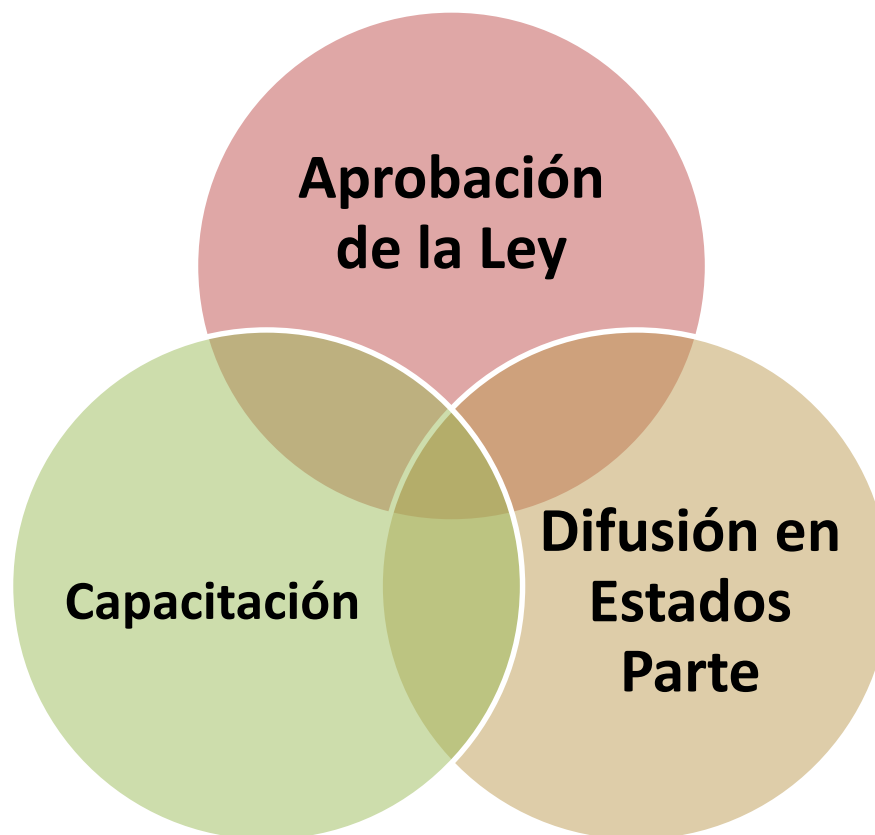 Aprobación
de la Ley
Capacitación
Difusión en
Estados
Parte